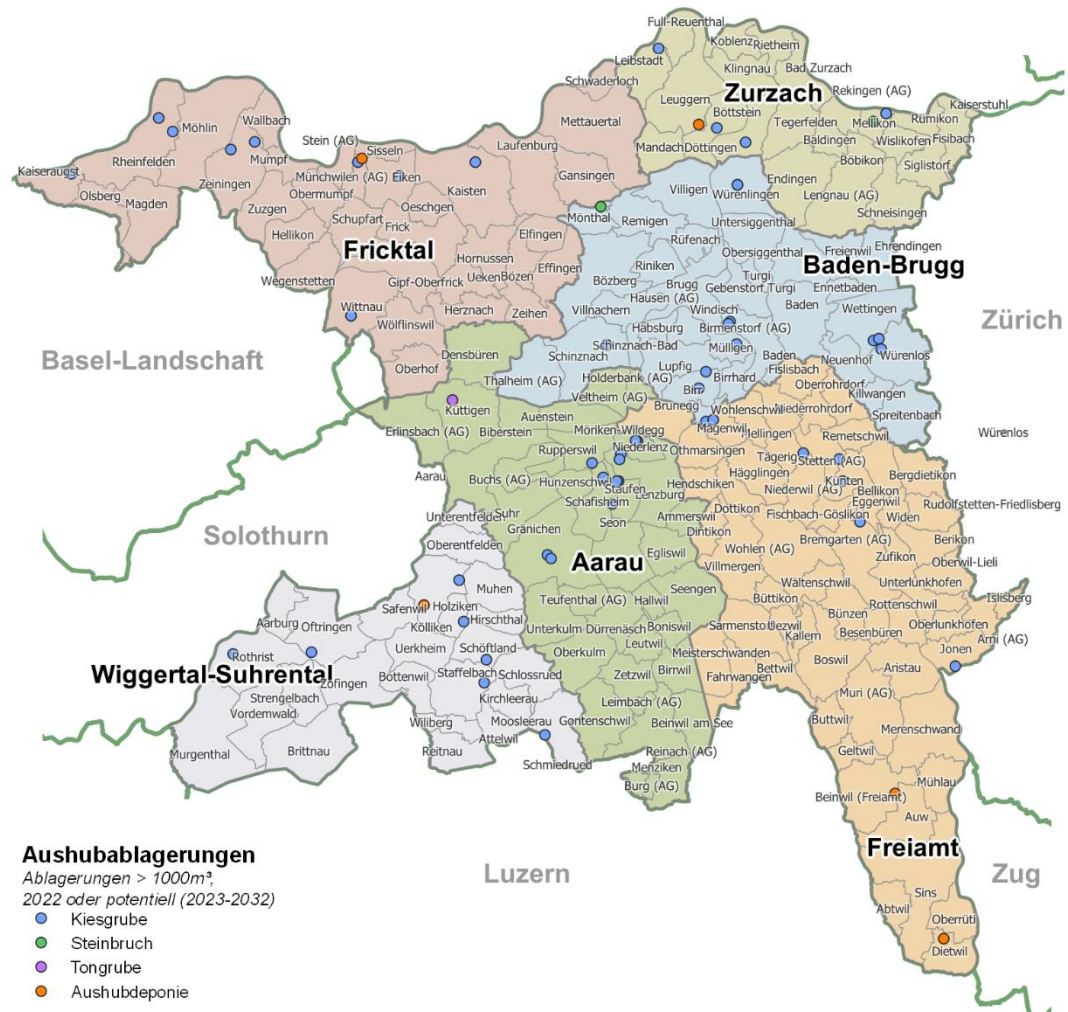 Full-Reuenthal
Koblenz
Rietheim
Leibstadt
Klingnau
Bad Zurzach
Schwaderloch
Zurzach
Rekingen (AG)
Kaiserstuhl
Leuggern
Böttstein
Mellikon
Rümikon
Mettauertal
Tegerfelden
Wislikofen
Fisibach
Wallbach
Möhlin
Stein (AG)
Sisseln
Laufenburg
Mandach
Döttingen
Baldingen
Böbikon
Siglistorf
Rheinfelden
Mumpf
Kaiseraugst
Münchwilen (AG)
Eiken
Gansingen
Endingen
Zeiningen
Obermumpf
Kaisten
Villigen
Würenlingen
Lengnau (AG)
Olsberg
Magden
Zuzgen
Oeschgen
Schneisingen
Schupfart
Frick
Mönthal
Remigen
Untersiggenthal
Hellikon
Elfingen
Rüfenach
Fricktal
Hornussen
Obersiggenthal
Freienwil
Ehrendingen
Effingen
Riniken
Turgi
Baden-Brugg
Wegenstetten
Gipf-Oberfrick
Ueken
Bözen
Bözberg
Brugg
Gebenstorf
Turgi
Ennetbaden
Hausen (AG)
Baden
Wittnau
Herznach
Zeihen
Villnachern
Windisch
Wettingen
Wölflinswil
Habsburg
Birmenstorf (AG)
Zürich
Basel-Landschaft
Densbüren
Schinznach
Schinznach-Bad
Mülligen
Baden
Neuenhof
Würenlos
Oberhof
Lupfig
Fislisbach
Thalheim (AG)
Holderbank (AG)
Birr
Birrhard
Oberrohrdorf
Killwangen
Veltheim (AG)
Küttigen
Auenstein
Brunegg
Wohlenschwil
Niederrohrdorf
Spreitenbach
Erlinsbach (AG)
Biberstein
Möriken-Wildegg
Mägenwil
Mellingen
Remetschwil
Würenlos
Rupperswil
Niederlenz
Othmarsingen
Tägerig
Stetten (AG)
Bergdietikon
Aarau
Buchs (AG)
Hunzenschwil
Staufen
Lenzburg
Hendschiken
Hägglingen
Niederwil (AG)
Künten
Bellikon
Rudolfstetten-Friedlisberg
Schafisheim
Eggenwil
Suhr
Dottikon
Fischbach-Göslikon
Widen
Solothurn
Unterentfelden
Gränichen
Seon
Ammerswil
Dintikon
Bremgarten (AG)
Berikon
Oberentfelden
Aarau
Egliswil
Wohlen (AG)
Zufikon
Oberwil-Lieli
Muhen
Villmergen
Seengen
Waltenschwil
Unterlunkhofen
Safenwil
Holziken
Teufenthal (AG)
Hallwil
Büttikon
Rottenschwil
Islisberg
Aarburg
Oftringen
Kölliken
Hirschthal
Unterkulm
Dürrenäsch
Boniswil
Sarmenstorf
Uezwil
Bünzen
Oberlunkhofen
Kallern
Besenbüren
Arni (AG)
Uerkheim
Schöftland
Oberkulm
Leutwil
Meisterschwanden
Jonen
Rothrist
Wiggertal-Suhrental
Staffelbach
Schlossrued
Birrwil
Fahrwangen
Bettwil
Boswil
Aristau
Bottenwil
Zetzwil
Zofingen
Strengelbach
Kirchleerau
Leimbach (AG)
Muri (AG)
Vordemwald
Wiliberg
Moosleerau
Gontenschwil
Beinwil am See
Buttwil
Merenschwand
Murgenthal
Brittnau
Reitnau
Attelwil
Schmiedrued
Reinach (AG)
Geltwil
Menziken
Mühlau
Burg (AG)
Beinwil (Freiamt)
Auw
Aushubablagerungen
Ablagerungen > 1000m³,
2022 oder potentiell (2023-2032)
Luzern
Freiamt
Zug
Kiesgrube
Sins
Abtwil
Oberrüti
Steinbruch
Dietwil
Tongrube
Aushubdeponie